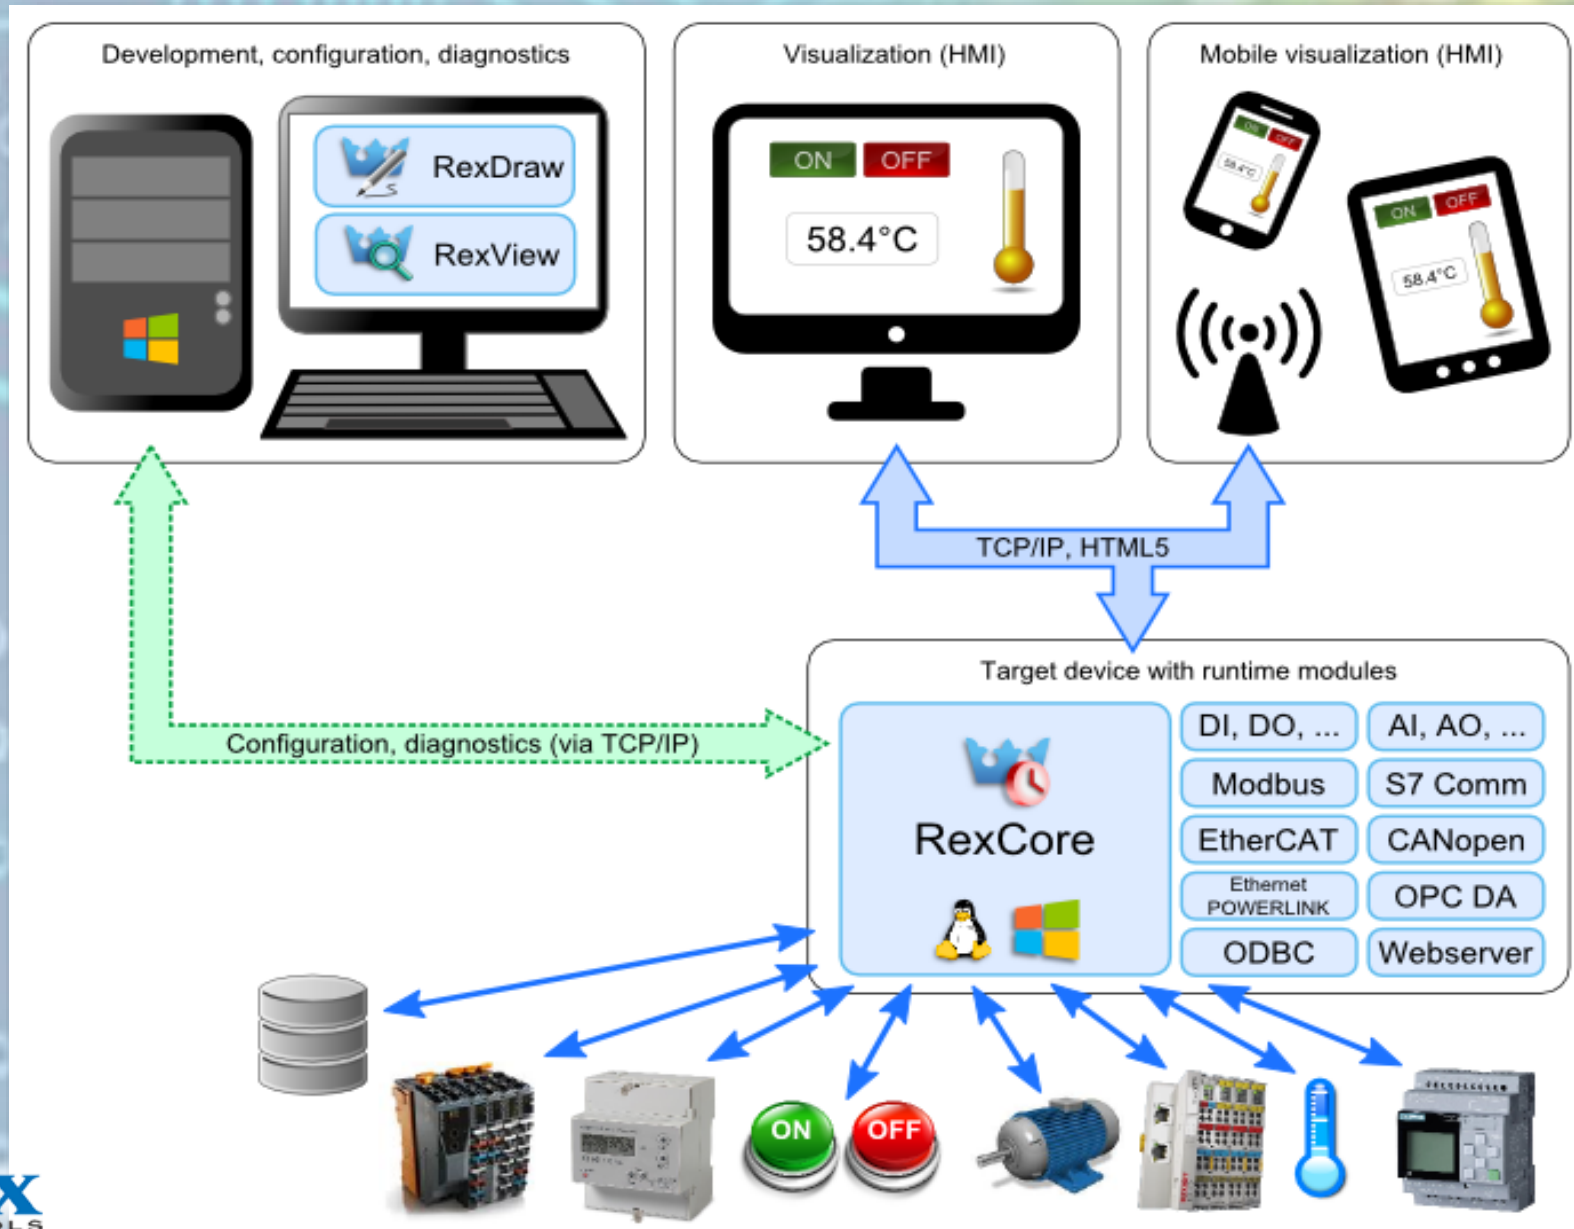 Development, configuration, diagnostics
RexDraw
RexView
Visualization (HMI)
ON OFF
58.4°C
Mobile visualization (HMI)
ON OFF
58.4°C
ON OFF
58.4°C
TCP/IP, HTML5
Configuration, diagnostics (via TCP/IP)
Target device with runtime modules
RexCore
DI, DO, ...
AI, AO, ...
Modbus
S7 Comm
EtherCAT
CANopen
Ethernet
POWERLINK
OPC DA
ODBC
Webserver
ON
OFF